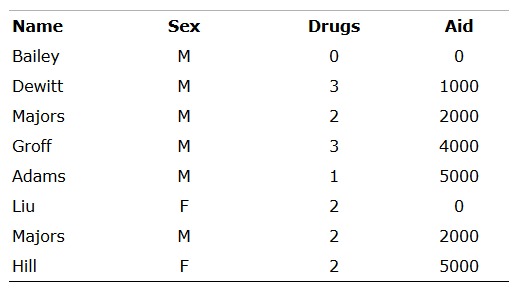 Name Sex Drugs Aid
Bailey M 0 0
Dewitt M 3 1000
Majors M 2 2000
Groff M 3 4000
Adams M 1 5000
Liu F 2 0
Majors M 2 2000
Hill F 2 5000